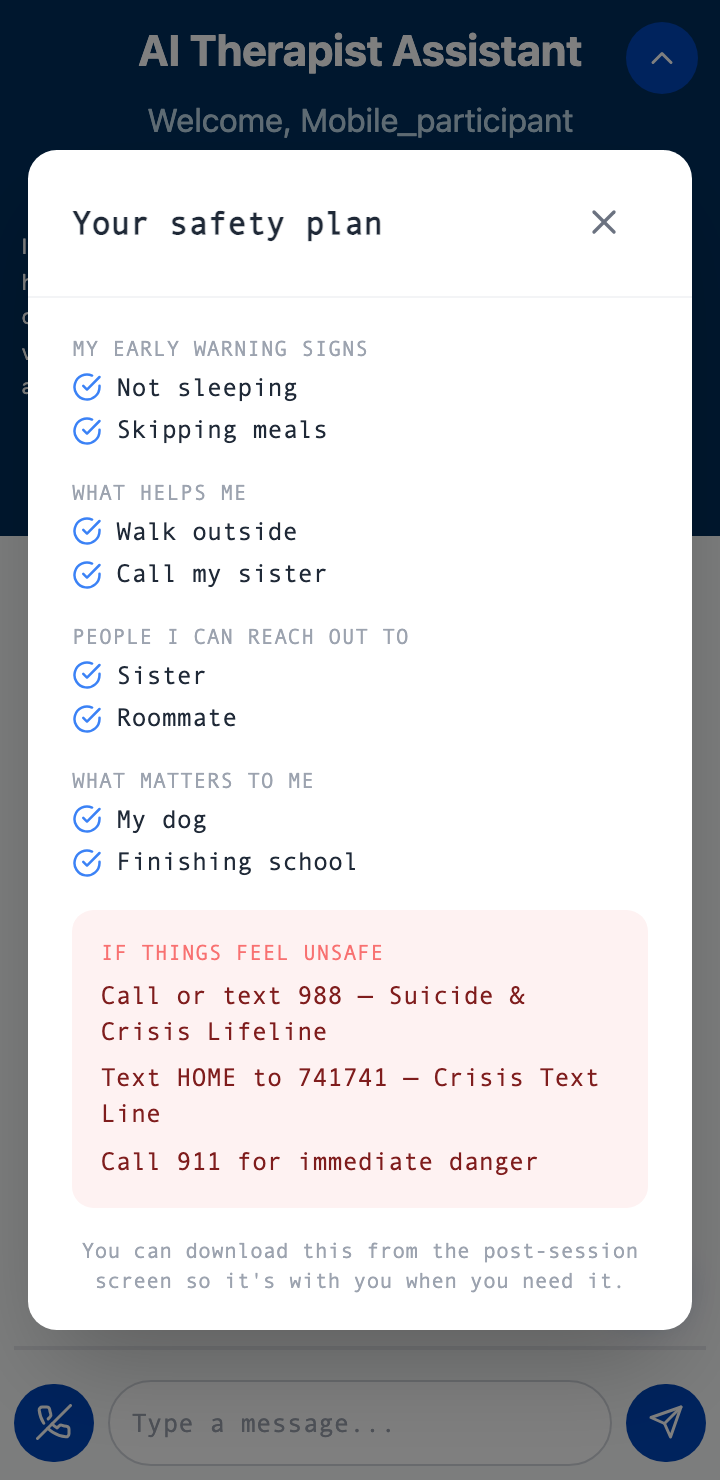 AI Therapist Assistant
Welcome, Mobile_participant
Your safety plan
MY EARLY WARNING SIGNS
Not sleeping
Skipping meals
WHAT HELPS ME
Walk outside
Call my sister
PEOPLE I CAN REACH OUT TO
Sister
Roommate
WHAT MATTERS TO ME
My dog
Finishing school
IF THINGS FEEL UNSAFE
Call or text 988 — Suicide &
Crisis Lifeline
Text HOME to 741741 — Crisis Text
Line
Call 911 for immediate danger
You can download this from the post-session
screen so it's with you when you need it.
Type a message...